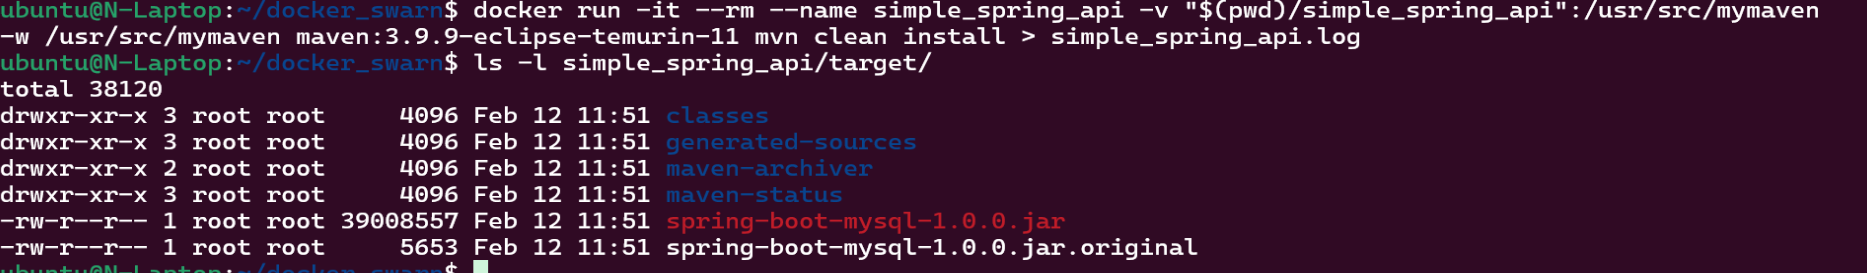 ubuntu@N-Laptop:~/docker_swarn$ docker run -it --rm --name simple_spring_api -v "$(pwd)/simple_spring_api":/usr/src/mymaven
-w /usr/src/mymaven maven:3.9.9-eclipse-temurin-11 mvn clean install > simple_spring_api.log
ubuntu@N-Laptop:~/docker_swarn$ ls -l simple_spring_api/target/
total 38120
drwxr-xr-x 3 root root     4096 Feb 12 11:51 classes
drwxr-xr-x 3 root root     4096 Feb 12 11:51 generated-sources
drwxr-xr-x 2 root root     4096 Feb 12 11:51 maven-archiver
drwxr-xr-x 3 root root     4096 Feb 12 11:51 maven-status
-rw-r--r-- 1 root root 39008557 Feb 12 11:51 spring-boot-mysql-1.0.0.jar
-rw-r--r-- 1 root root     5653 Feb 12 11:51 spring-boot-mysql-1.0.0.jar.original
ubuntu@N-Laptop:~/docker_swarn$